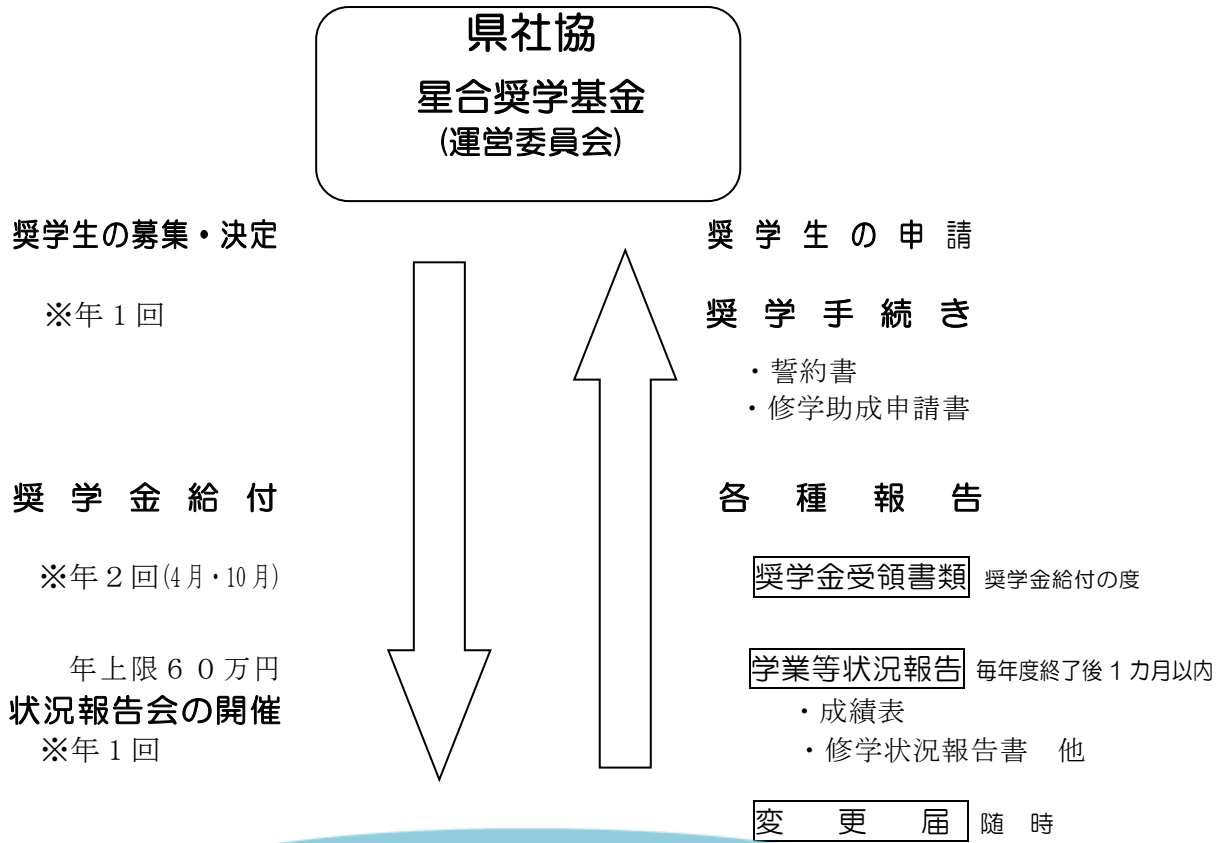 県社協
星合奨学基金
(運営委員会)
奨学生の募集・決定
※年1回
奨学金給付
※年2回(4月・10月)
年上限60万円
状況報告会の開催
※年1回
奨学生の申請
奨学手続き
・誓約書
・修学助成申請書
各種報告
奨学金受領書類 奨学金給付の度
学業等状況報告 毎年度終了後1カ月以内
・成績表
・修学状況報告書 他
変更届 随時